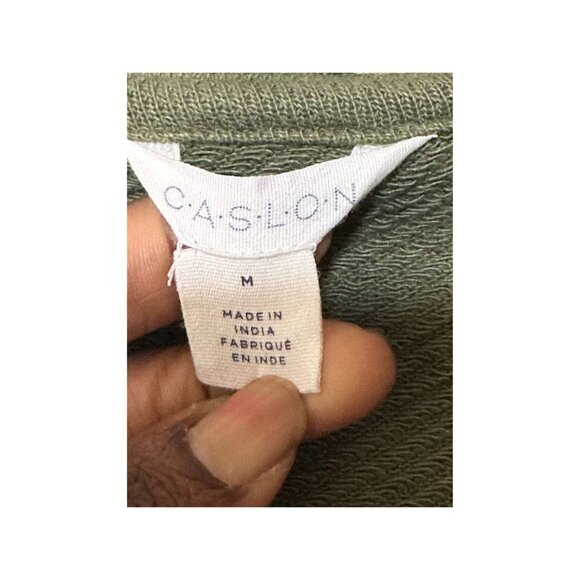 C·A·S·L·O·N
M
MADE IN
INDIA
FABRIQUÉ
EN INDE